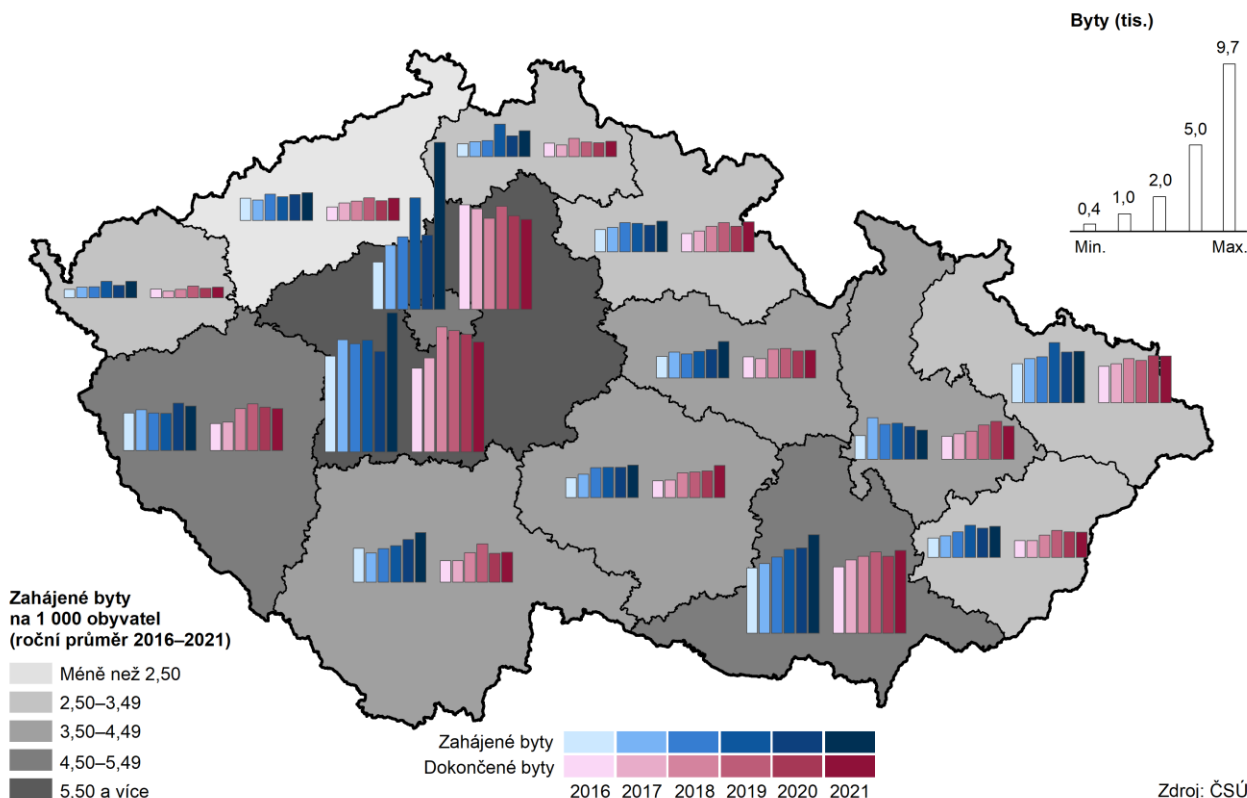 Byty (tis.)
9,7
5,0
2,0
1,0
0,4
Min.
Max.
Zahájené byty
na 1 000 obyvatel
(roční průměr 2016–2021)
Méně než 2,50
2,50–3,49
3,50–4,49
4,50–5,49
5,50 a více
Zahájené byty
Dokončené byty
2016 2017 2018 2019 2020 2021
Zdroj: ČSÚ